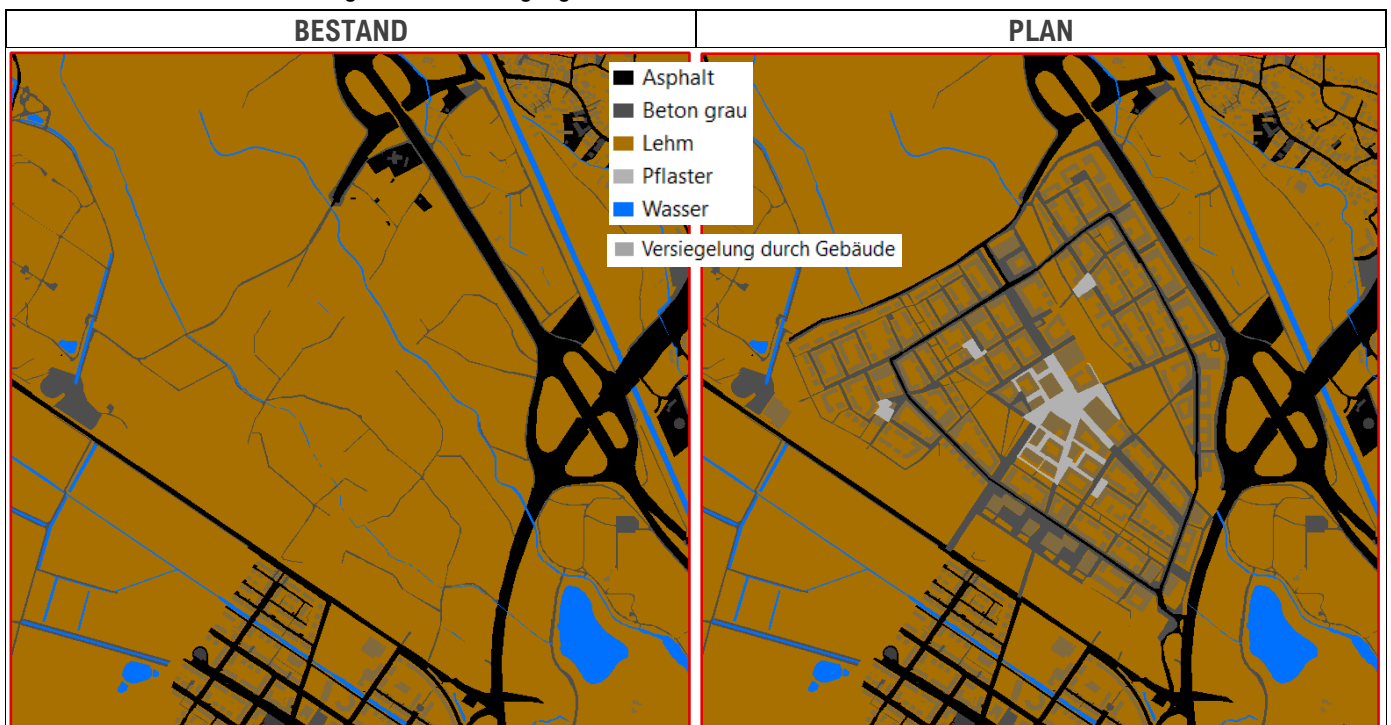 BESTAND
PLAN
Asphalt
Beton grau
Lehm
Pflaster
Wasser
Versiegelung durch Gebäude